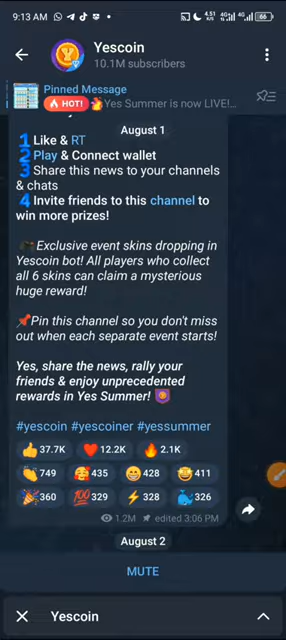 9:13 AM
4.51
K/s
4G
4G
66
Yescoin
10.1M subscribers
Pinned Message
HOT! Yes Summer is now LIVE!...
August 1
1 Like & RT
2 Play & Connect wallet
3 Share this news to your channels
& chats
4 Invite friends to this channel to
win more prizes!
Exclusive event skins dropping in
Yescoin bot! All players who collect
all 6 skins can claim a mysterious
huge reward!
Pin this channel so you don't miss
out when each separate event starts!
Yes, share the news, rally your
friends & enjoy unprecedented
rewards in Yes Summer!
#yescoin #yescoiner #yessummer
37.7K 12.2K 2.1K
749 435 428 411
360 100 329 328 326
1.2M edited 3:06 PM
August 2
MUTE
Yescoin